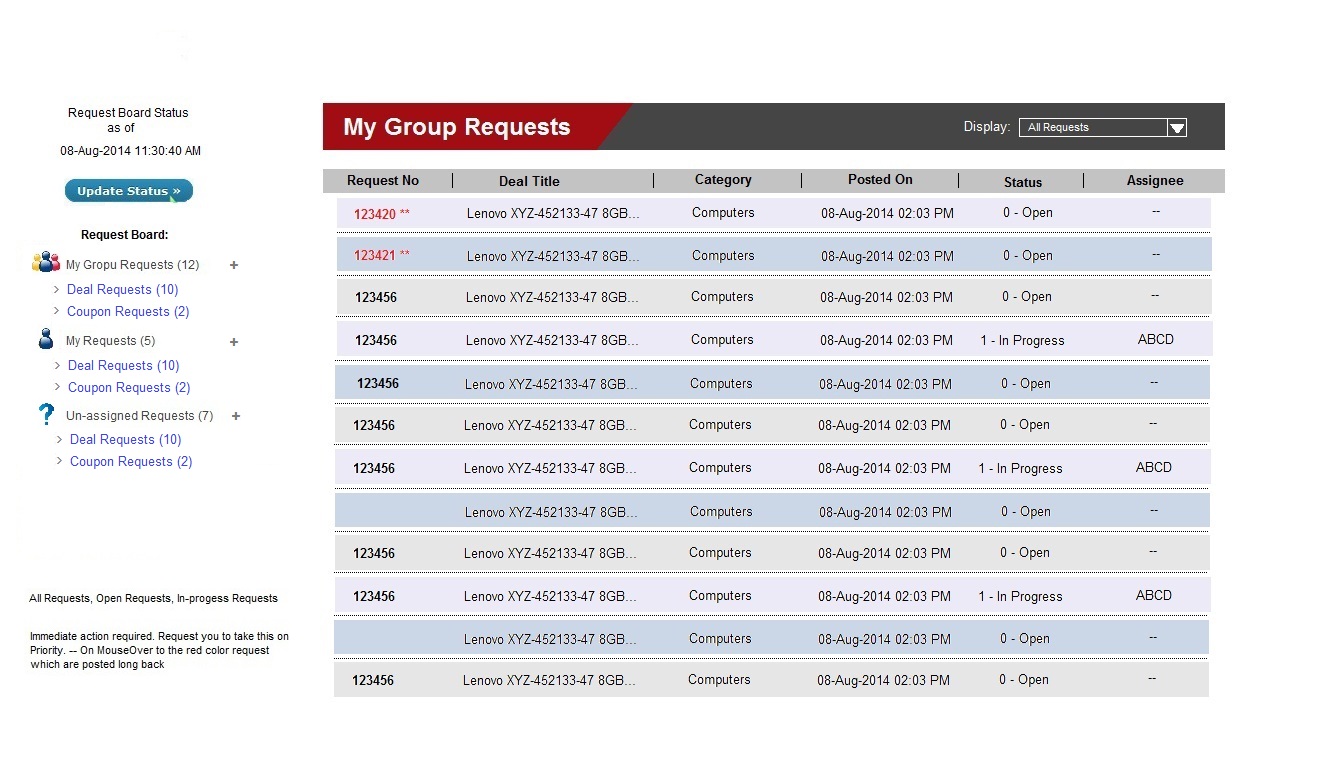 Request Board Status
as of
08-Aug-2014 11:30:40 AM
Update Status »
Request Board:
My Gropu Requests (12) +
> Deal Requests (10)
> Coupon Requests (2)
My Requests (5) +
> Deal Requests (10)
> Coupon Requests (2)
Un-assigned Requests (7) +
> Deal Requests (10)
> Coupon Requests (2)
All Requests, Open Requests, In-progess Requests
Immediate action required. Request you to take this on
Priority. -- On MouseOver to the red color request
which are posted long back
My Group Requests Display: All Requests
Request No | Deal Title | Category | Posted On | Status | Assignee
123420 ** Lenovo XYZ-452133-47 8GB... Computers 08-Aug-2014 02:03 PM 0 - Open --
123421 ** Lenovo XYZ-452133-47 8GB... Computers 08-Aug-2014 02:03 PM 0 - Open --
123456 Lenovo XYZ-452133-47 8GB... Computers 08-Aug-2014 02:03 PM 0 - Open --
123456 Lenovo XYZ-452133-47 8GB... Computers 08-Aug-2014 02:03 PM 1 - In Progress ABCD
123456 Lenovo XYZ-452133-47 8GB... Computers 08-Aug-2014 02:03 PM 0 - Open --
123456 Lenovo XYZ-452133-47 8GB... Computers 08-Aug-2014 02:03 PM 0 - Open --
123456 Lenovo XYZ-452133-47 8GB... Computers 08-Aug-2014 02:03 PM 1 - In Progress ABCD
Lenovo XYZ-452133-47 8GB... Computers 08-Aug-2014 02:03 PM 0 - Open --
123456 Lenovo XYZ-452133-47 8GB... Computers 08-Aug-2014 02:03 PM 0 - Open --
123456 Lenovo XYZ-452133-47 8GB... Computers 08-Aug-2014 02:03 PM 1 - In Progress ABCD
Lenovo XYZ-452133-47 8GB... Computers 08-Aug-2014 02:03 PM 0 - Open --
123456 Lenovo XYZ-452133-47 8GB... Computers 08-Aug-2014 02:03 PM 0 - Open --